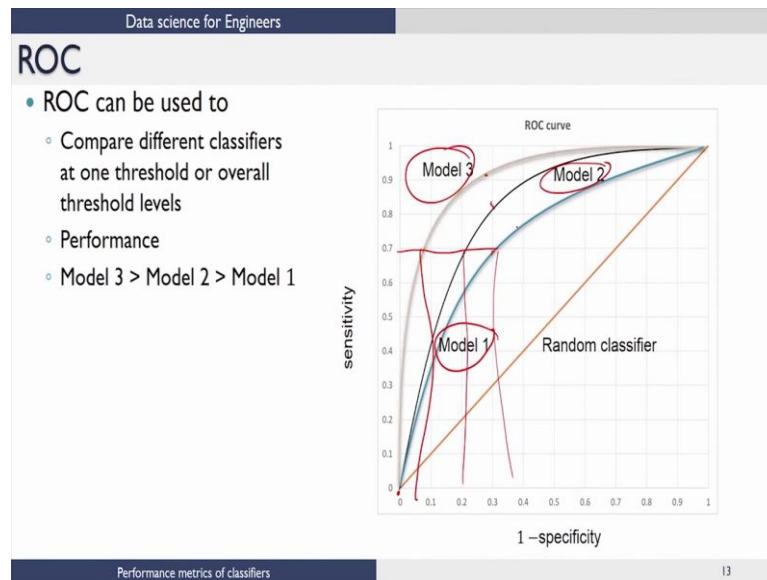 Data science for Engineers
ROC
• ROC can be used to
◦ Compare different classifiers
at one threshold or overall
threshold levels
◦ Performance
◦ Model 3 > Model 2 > Model 1
ROC curve
1
0.9
0.8
0.7
0.6
0.5
0.4
0.3
0.2
0.1
0
sensitivity
Model 3
Model 2
Model 1
Random classifier
0 0.1 0.2 0.3 0.4 0.5 0.6 0.7 0.8 0.9 1
1 –specificity
Performance metrics of classifiers
13